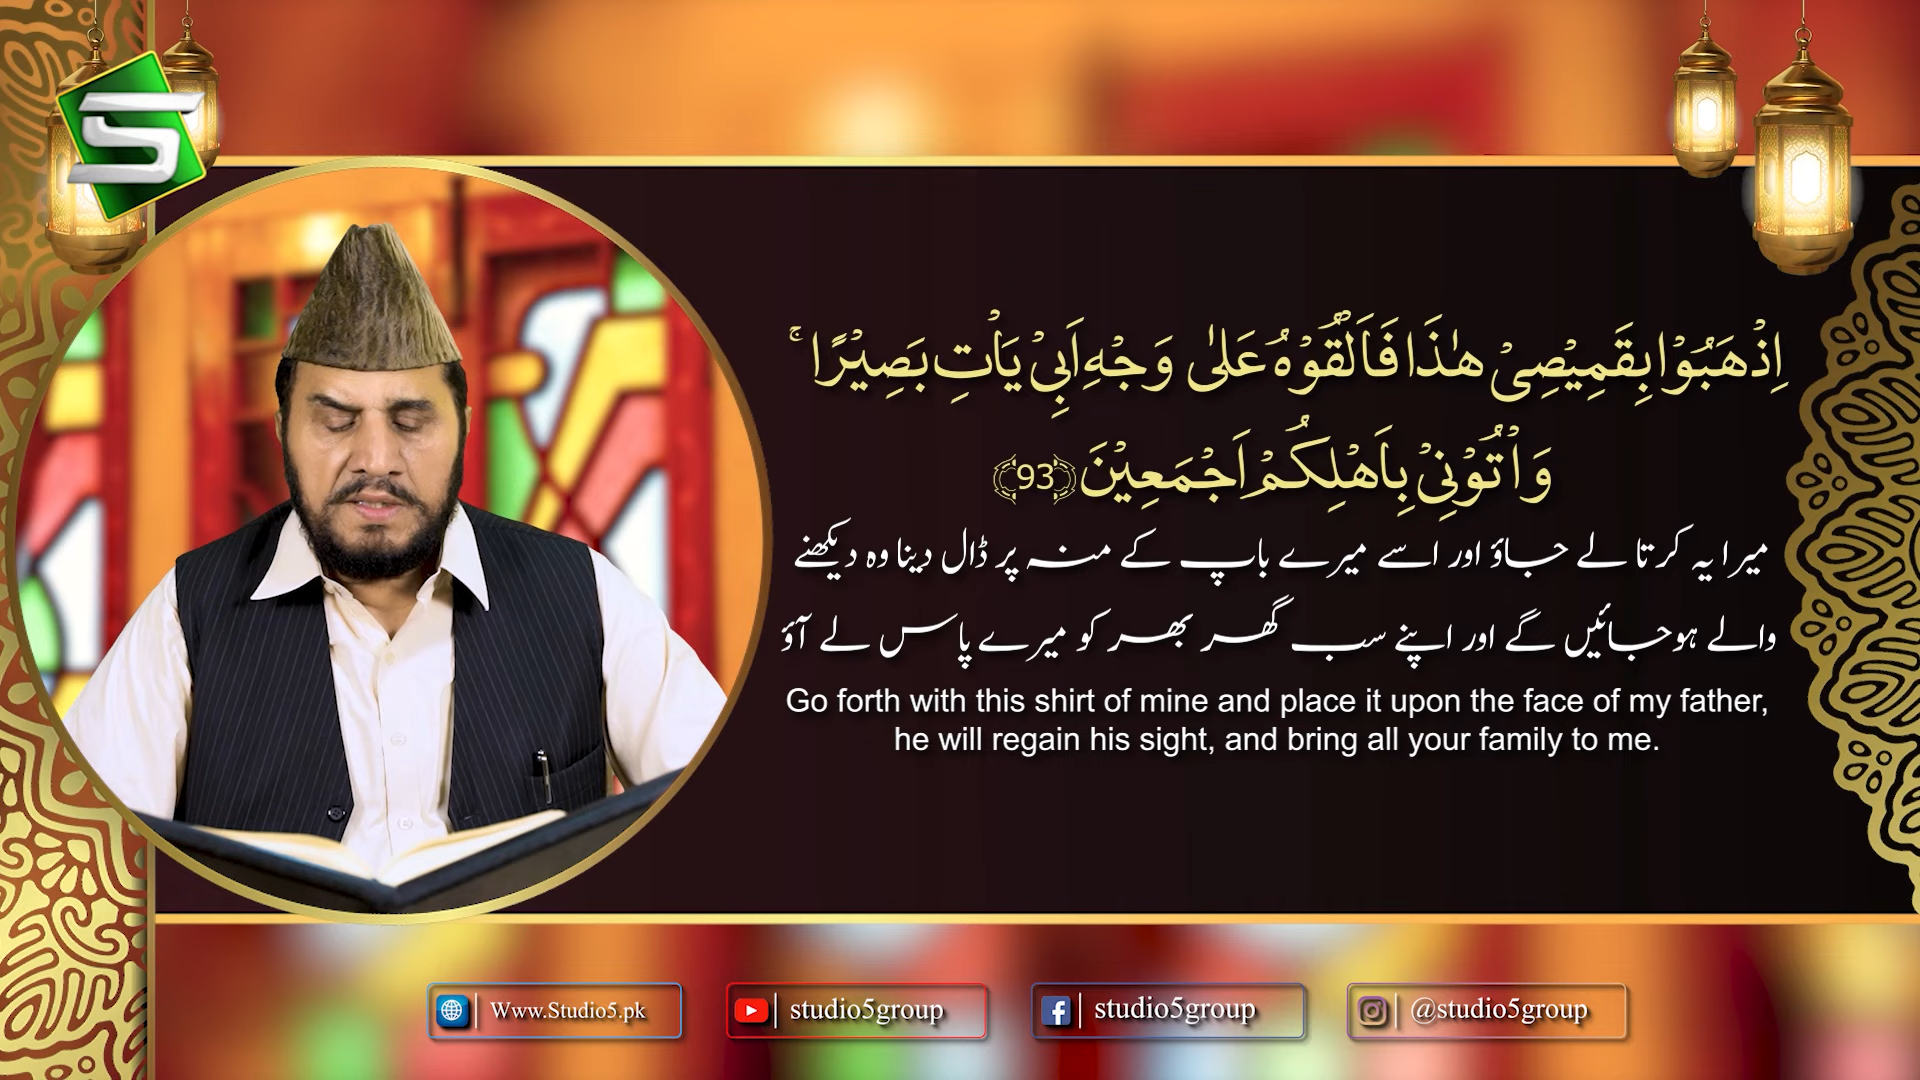 اِذْهَبُوْا بِقَمِيْصِىْ هٰذَا فَاَلْقُوْهُ عَلٰى وَجْهِ اَبِىْ يَاْتِ بَصِيْرًا ۚ
وَاْتُوْنِىْ بِاَهْلِكُمْ اَجْمَعِيْنَ ﴿93﴾
میرا یہ کرتا لے جاؤ اور اسے میرے باپ کے منہ پر ڈال دینا وہ دیکھنے
والے ہوجائیں گے اور اپنے سب گھر بھر کو میرے پاس لے آؤ
Go forth with this shirt of mine and place it upon the face of my father,
he will regain his sight, and bring all your family to me.
Www.Studio5.pk
studio5group
studio5group
@studio5group